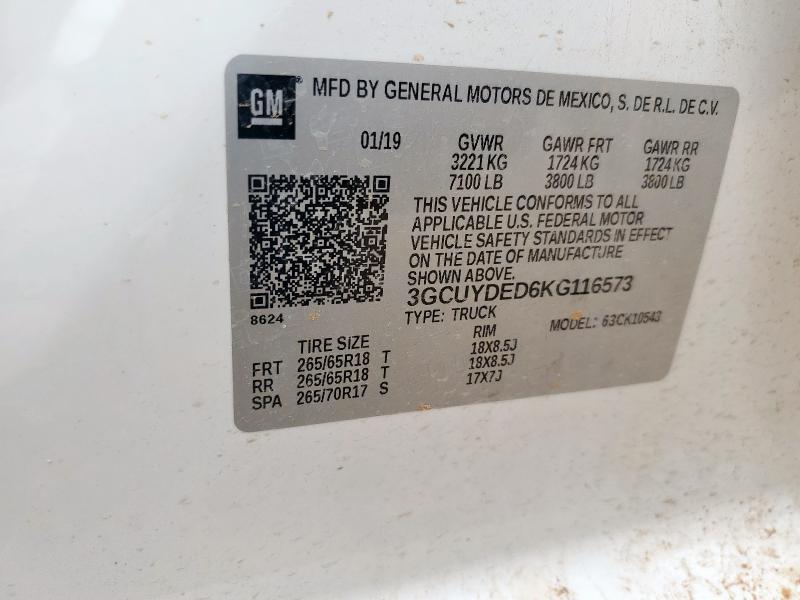 GM ® MFD BY GENERAL MOTORS DE MEXICO, S. DE R.L. DE C.V.
01/19 GVWR GAWR FRT GAWR RR
3221 KG 1724 KG 1724 KG
7100 LB 3800 LB 3800 LB
THIS VEHICLE CONFORMS TO ALL
APPLICABLE U.S. FEDERAL MOTOR
VEHICLE SAFETY STANDARDS IN EFFECT
ON THE DATE OF MANUFACTURE
SHOWN ABOVE.
3GCUYDED6KG116573
8624 TYPE: TRUCK MODEL: 63CK10543
TIRE SIZE RIM
FRT 265/65R18 T 18X8.5J
RR 265/65R18 T 18X8.5J
SPA 265/70R17 S 17X7J